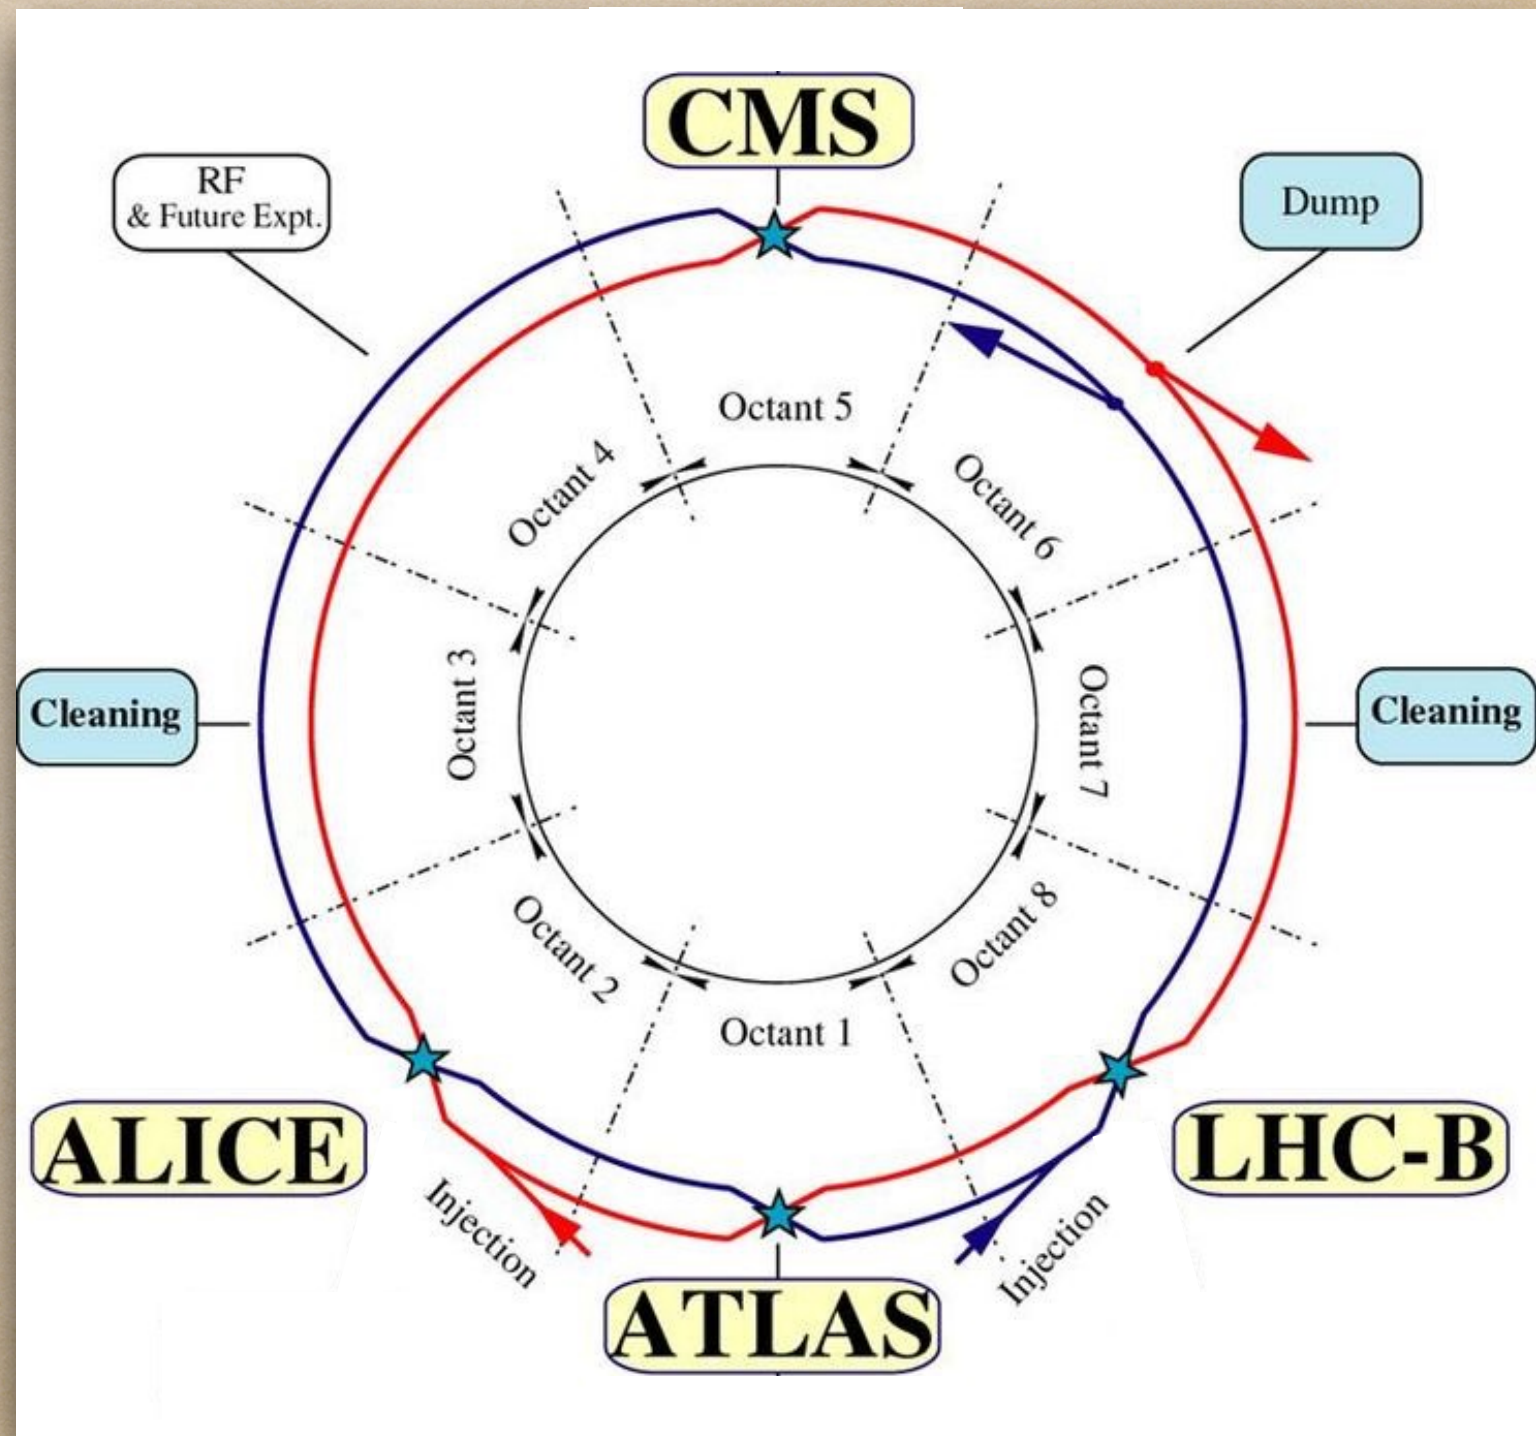 CMS
RF
& Future Expt.
Dump
Octant 5
Octant 4
Octant 6
Cleaning
Octant 3
Octant 7
Cleaning
Octant 2
Octant 8
Octant 1
ALICE
LHC-B
Injection
Injection
ATLAS